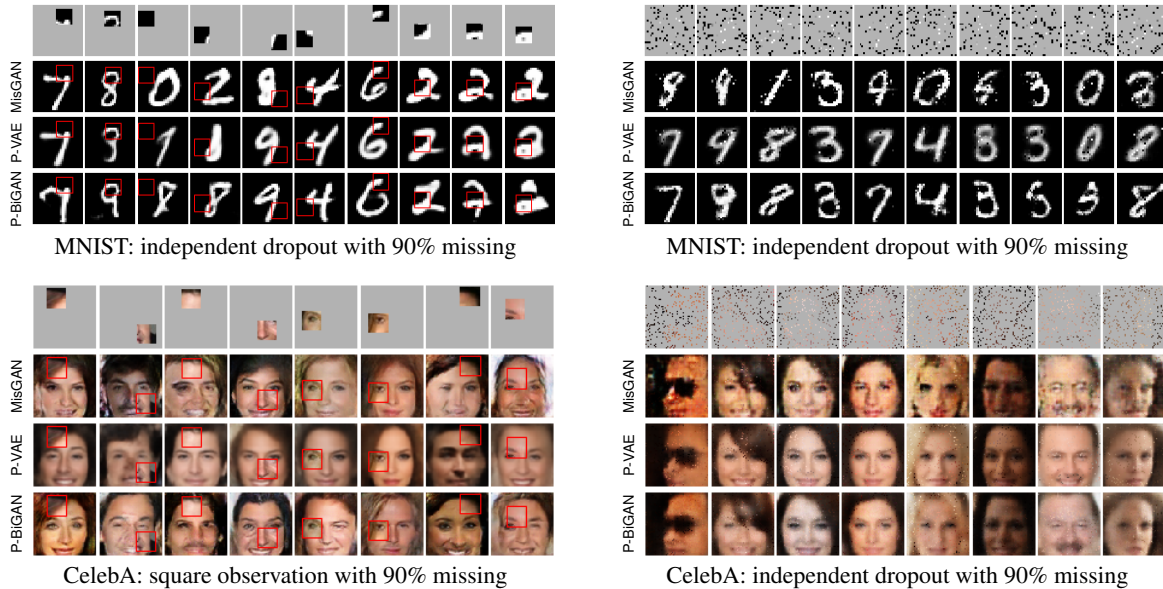 MisGAN
P-VAE
P-BiGAN
MNIST: independent dropout with 90% missing
MisGAN
P-VAE
P-BiGAN
MNIST: independent dropout with 90% missing
MisGAN
P-VAE
P-BiGAN
CelebA: square observation with 90% missing
MisGAN
P-VAE
P-BiGAN
CelebA: independent dropout with 90% missing